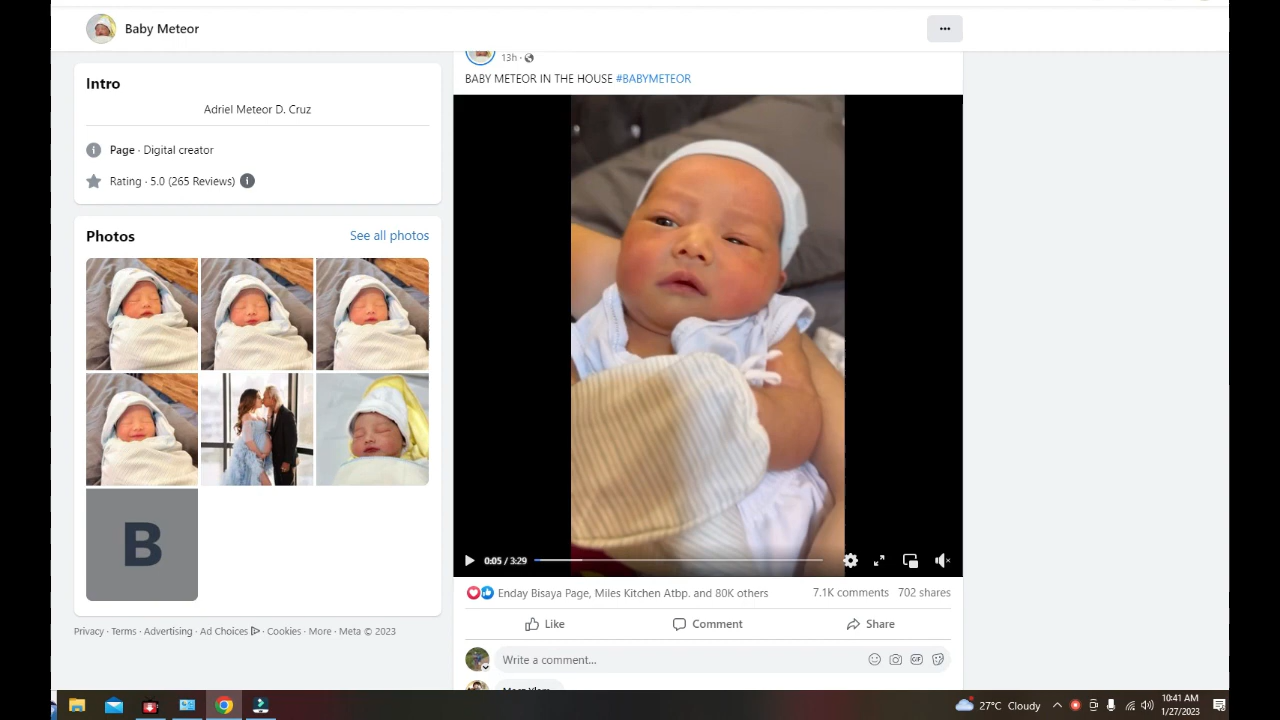 Baby Meteor
Intro
Adriel Meteor D. Cruz
Page · Digital creator
Rating · 5.0 (265 Reviews)
Photos
See all photos
B
Privacy · Terms · Advertising · Ad Choices · Cookies · More · Meta © 2023
13h ·
BABY METEOR IN THE HOUSE #BABYMETEOR
0:05 / 3:29
Enday Bisaya Page, Miles Kitchen Atbp. and 80K others
7.1K comments 702 shares
Like Comment Share
Write a comment...
GIF
27°C Cloudy
10:41 AM
1/27/2023